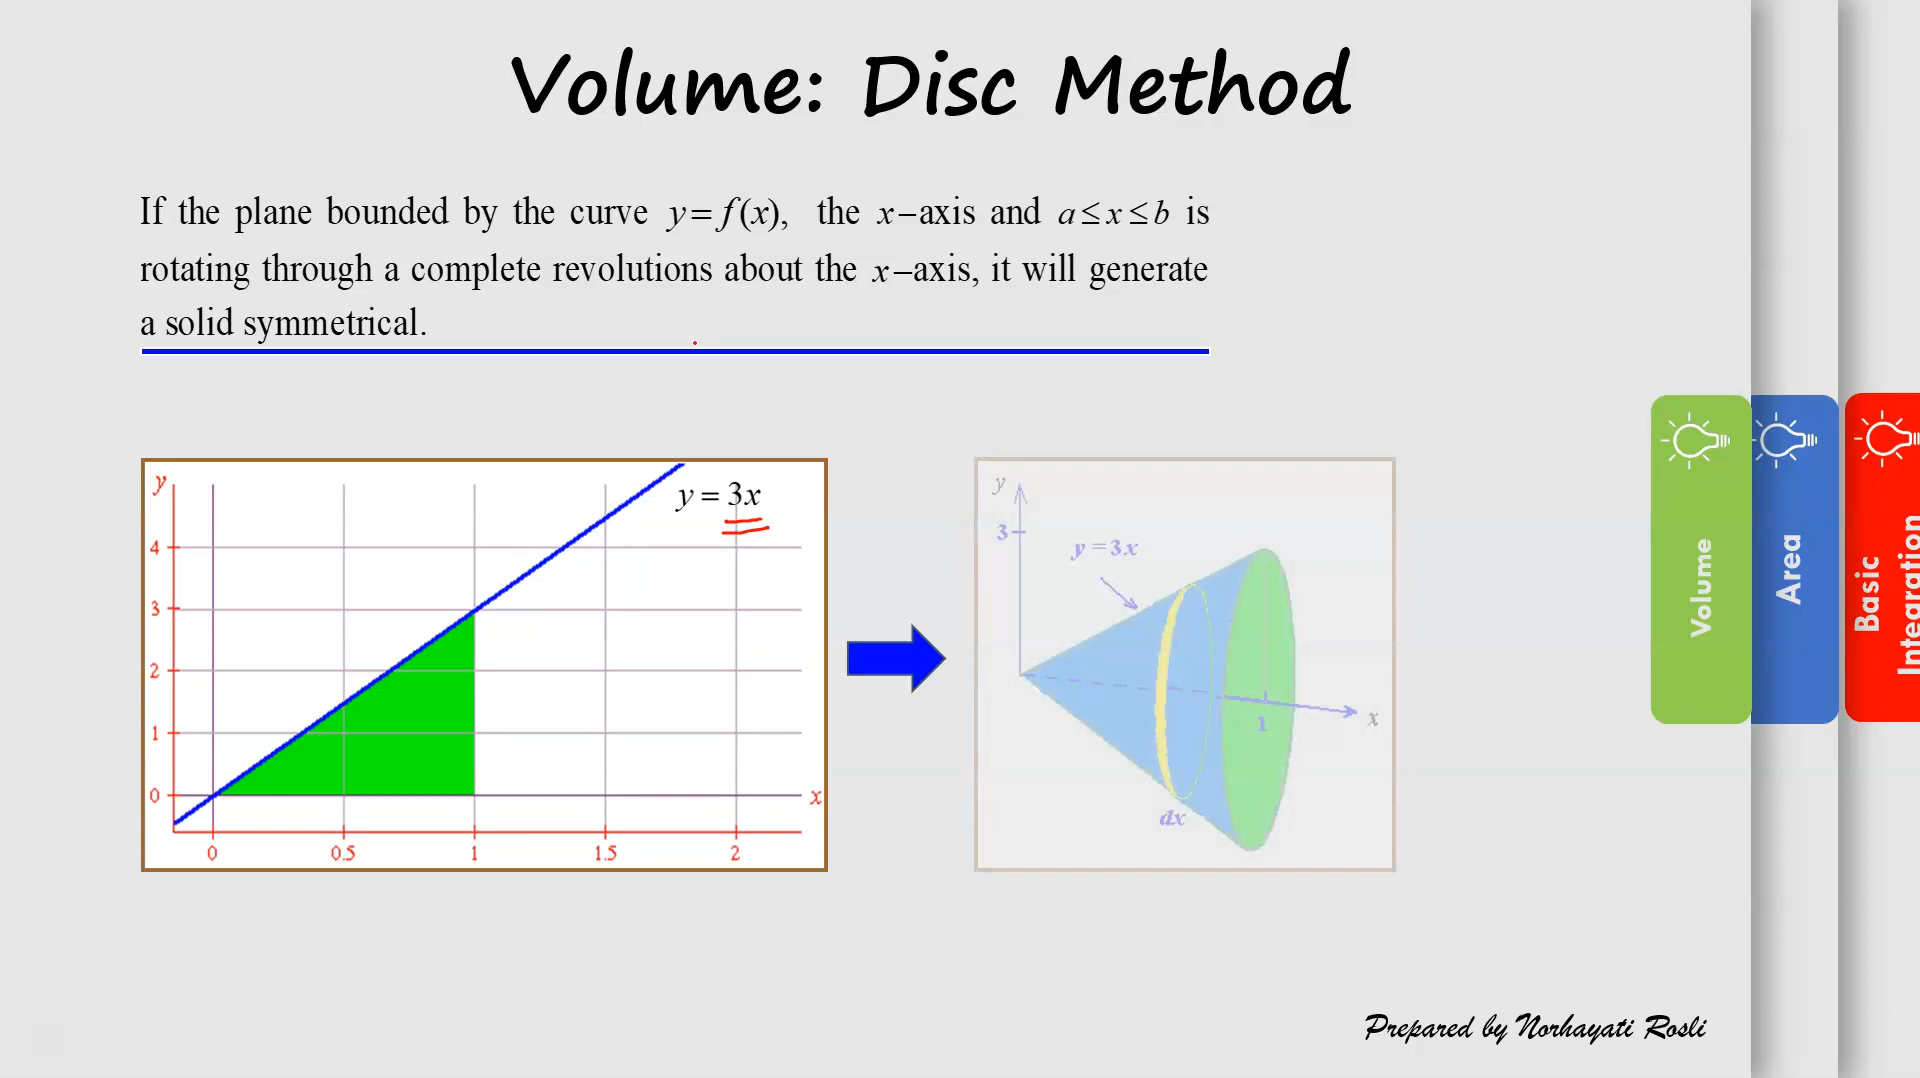 Volume: Disc Method
If the plane bounded by the curve y = f(x), the x–axis and a ≤ x ≤ b is
rotating through a complete revolutions about the x–axis, it will generate
a solid symmetrical.
y
y = 3x
4
3
2
1
0
x
0 0.5 1 1.5 2
y
3
y = 3x
x
1
dx
Volume
Area
Basic
Integration
Prepared by Norhayati Rosli